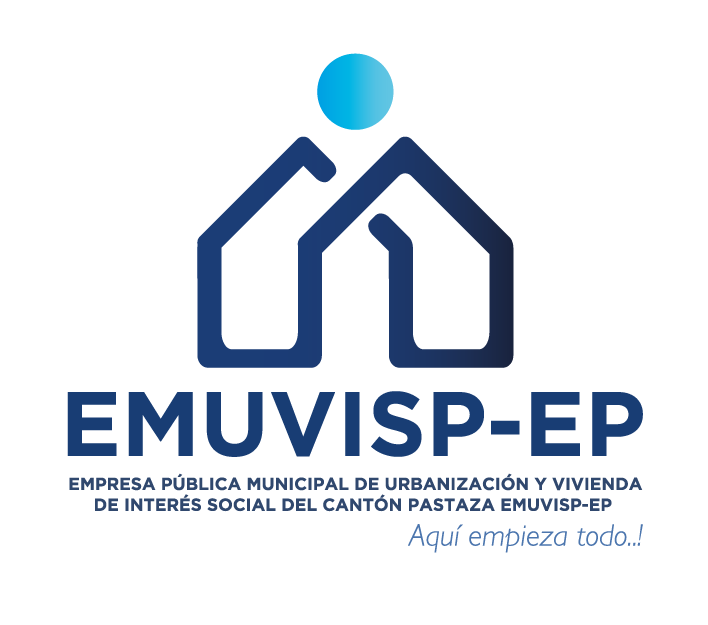 EMUVISP-EP
EMPRESA PÚBLICA MUNICIPAL DE URBANIZACIÓN Y VIVIENDA
DE INTERÉS SOCIAL DEL CANTÓN PASTAZA EMUVISP-EP
Aquí empieza todo..!